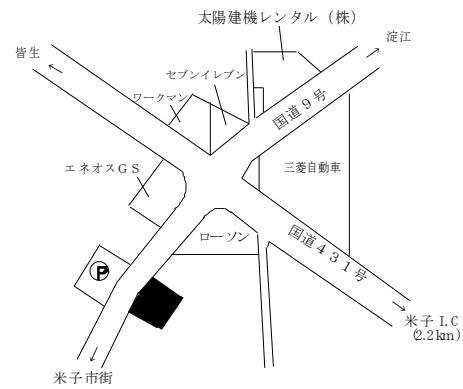 太陽建機レンタル（株）
淀江
皆生
←
→
セブンイレブン
ワークマン
国道９号
エネオスＧＳ
三菱自動車
ローソン
国道４３１号
P
→
米子 I.C
(2.2km)
←
米子市街